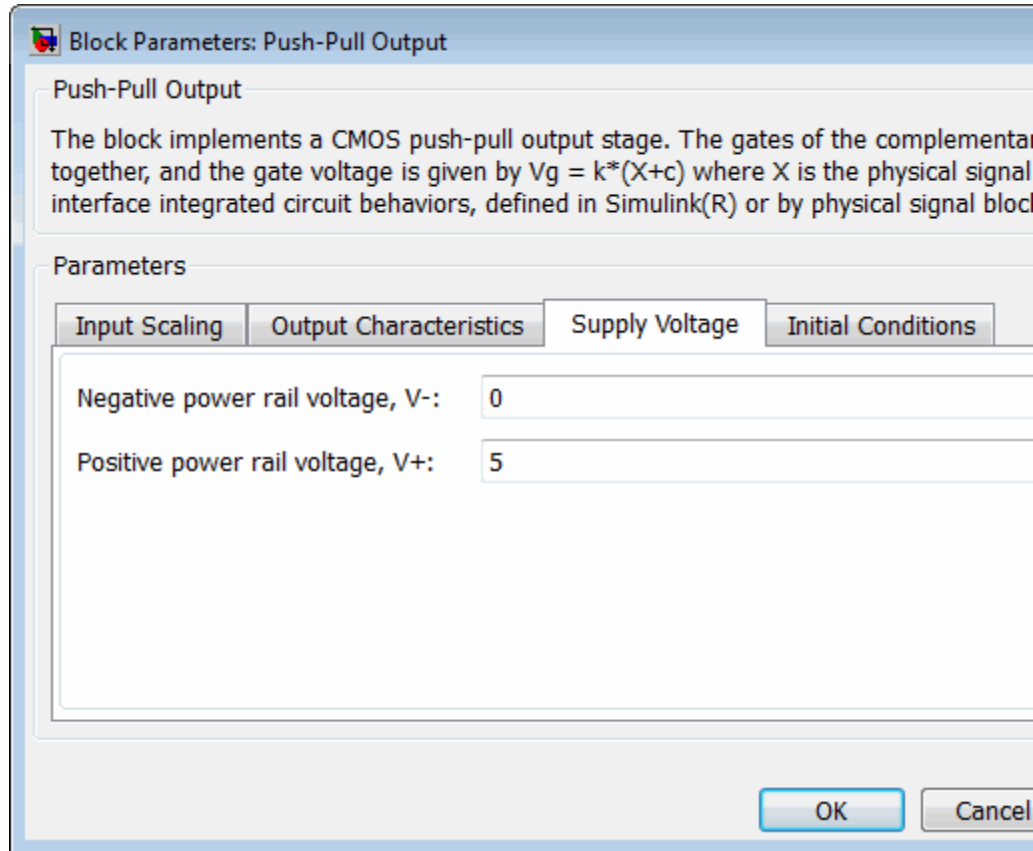 Block Parameters: Push-Pull Output
Push-Pull Output
The block implements a CMOS push-pull output stage. The gates of the
together, and the gate voltage is given by Vg = k*(X+c) where X is the physical signal
interface integrated circuit behaviors, defined in Simulink(R) or by physical signal
Parameters
Input Scaling Output Characteristics Supply Voltage Initial Conditions
Negative power rail voltage, V-: 0
Positive power rail voltage, V+: 5
OK Cancel